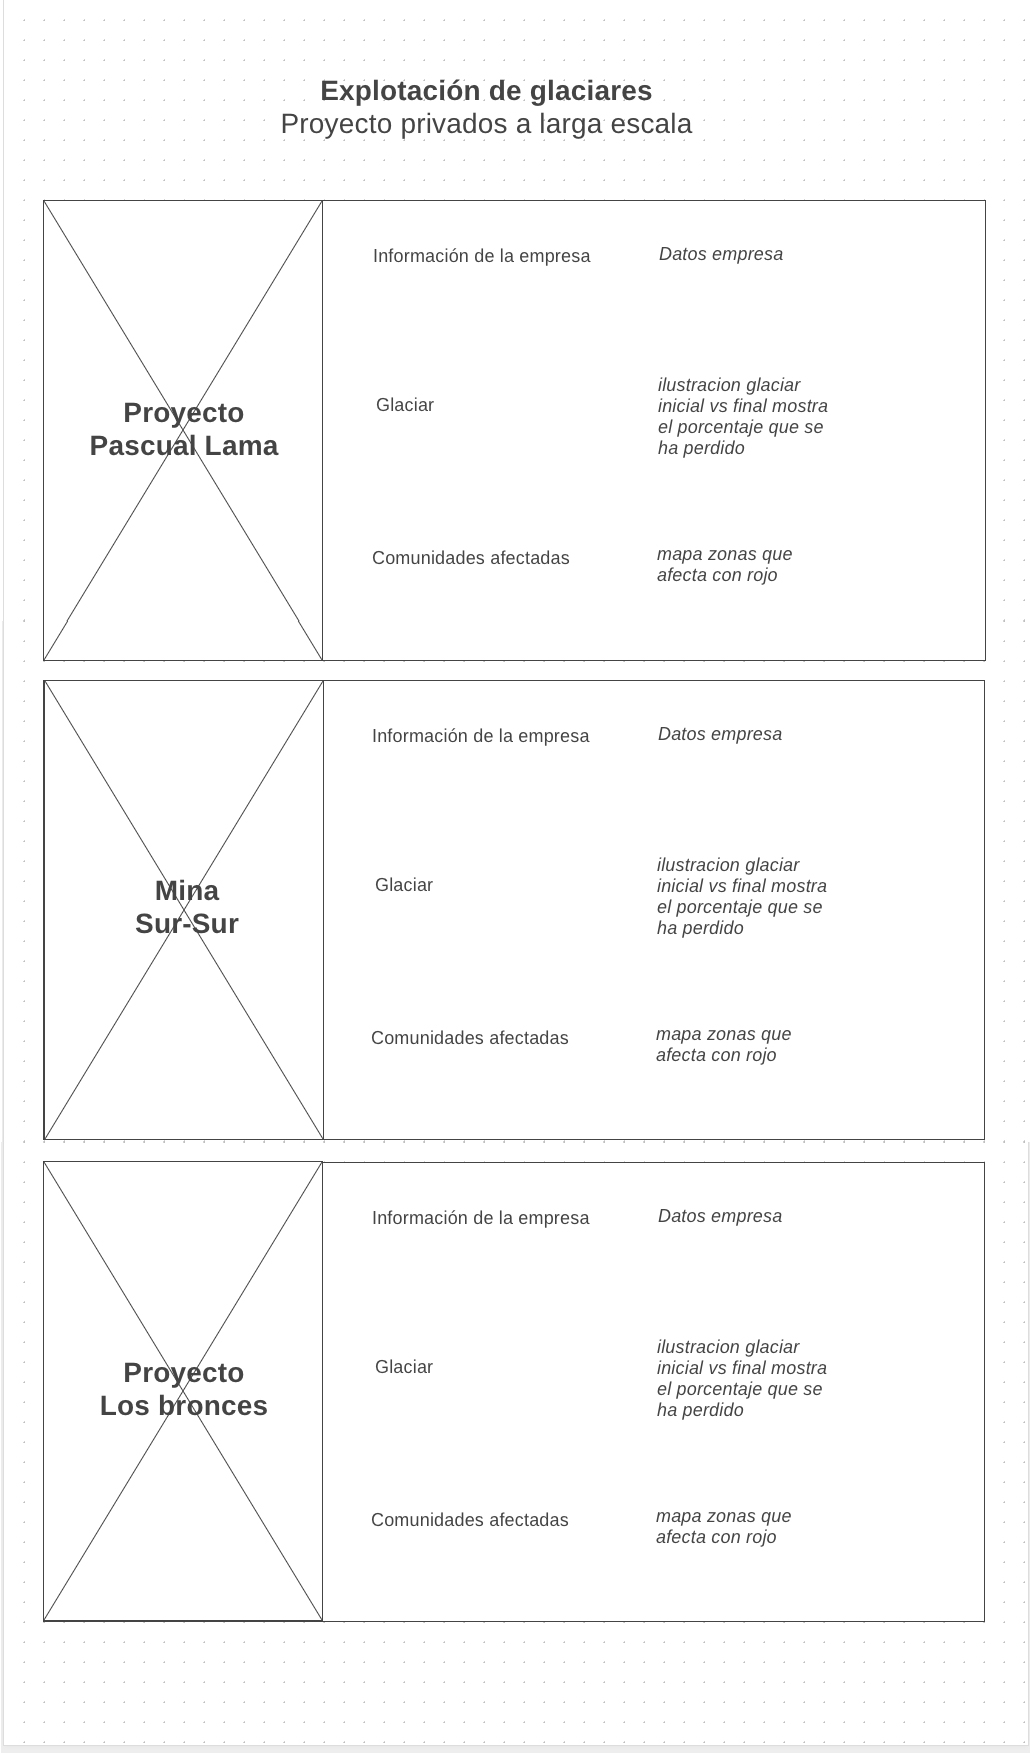 Explotación de glaciares
Proyecto privados a larga escala
Proyecto
Pascual Lama
Información de la empresa
Datos empresa
Glaciar
ilustracion glaciar
inicial vs final mostra
el porcentaje que se
ha perdido
Comunidades afectadas
mapa zonas que
afecta con rojo
Mina
Sur-Sur
Información de la empresa
Datos empresa
Glaciar
ilustracion glaciar
inicial vs final mostra
el porcentaje que se
ha perdido
Comunidades afectadas
mapa zonas que
afecta con rojo
Proyecto
Los bronces
Información de la empresa
Datos empresa
Glaciar
ilustracion glaciar
inicial vs final mostra
el porcentaje que se
ha perdido
Comunidades afectadas
mapa zonas que
afecta con rojo